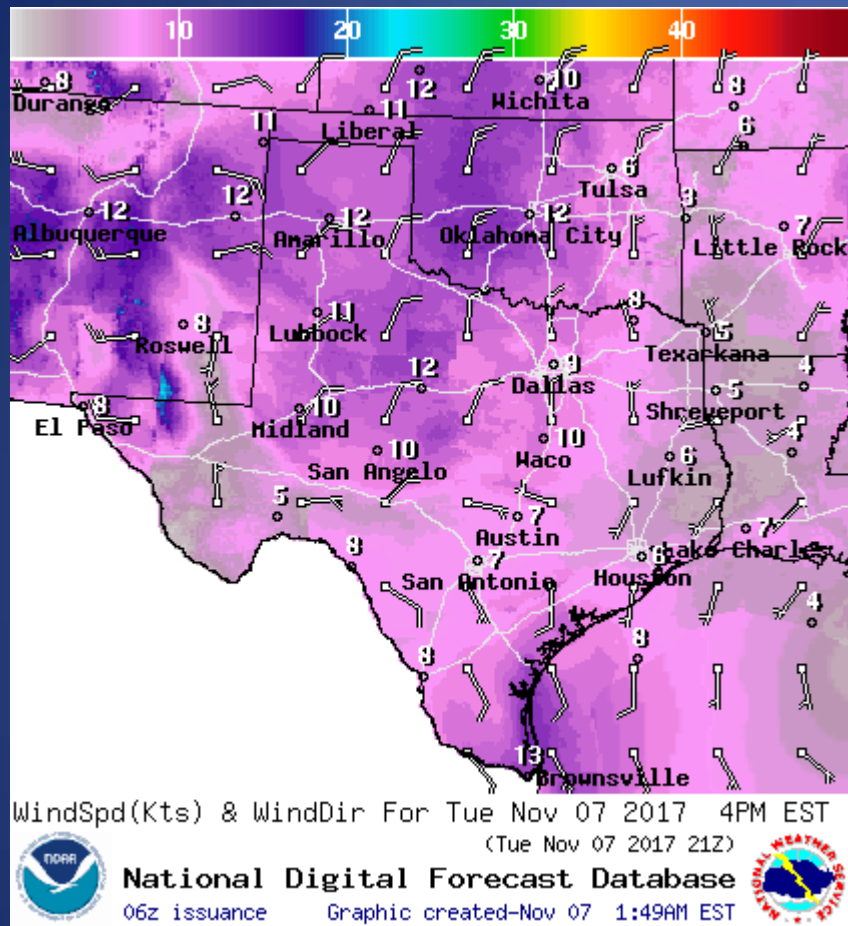 10 20 30 40
8 12 10 8
Durango Wichita
11 Liberal
11 6
6
Tulsa
12 12 12 12 3 7
Albuquerque Amarillo Oklahoma City Little Rock
8 11 8
Roswell Lubbock Texarkana 5
12 9
Dallas 5 4
8 10 Shreveport
El Paso Midland
10 10 6 4
San Angelo Waco Lufkin
5 7 7
Austin
8 7 6 Lake Charles
San Antonio Houston
4
8 8
13
Brownsville
WindSpd(Kts) & WindDir For Tue Nov 07 2017 4PM EST
(Tue Nov 07 2017 21Z)
NOAA
National Digital Forecast Database
06z issuance Graphic created-Nov 07 1:49AM EST
NATIONAL WEATHER SERVICE